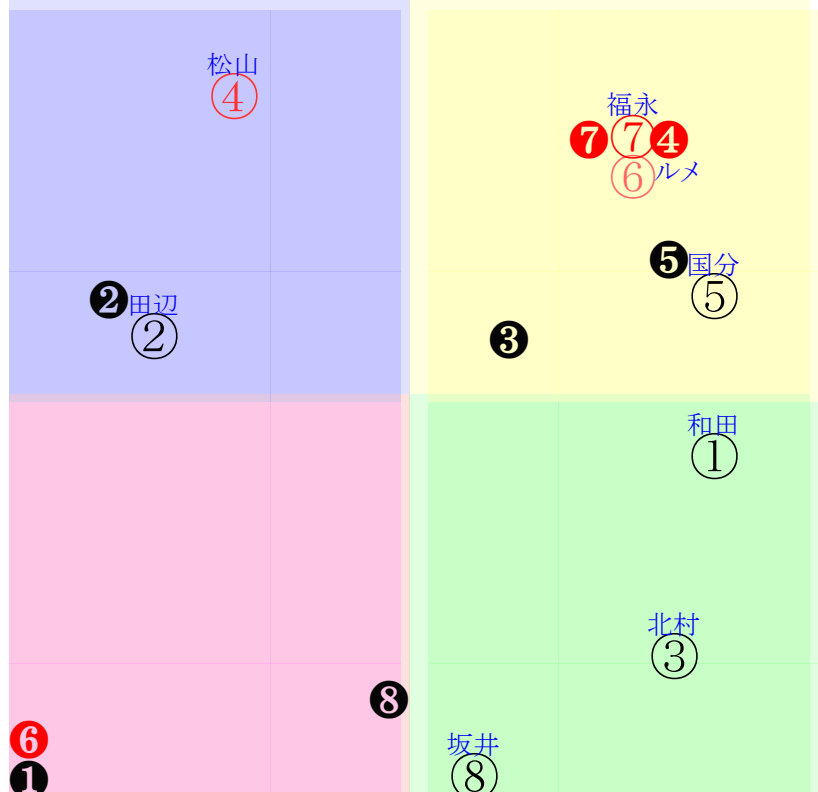 松山
④
福永
❼⑦❹
⑥ルメ
❺国分
⑤
❷田辺
②
❸
和田
①
北村
③
❽
❻
坂井
⑧
❶